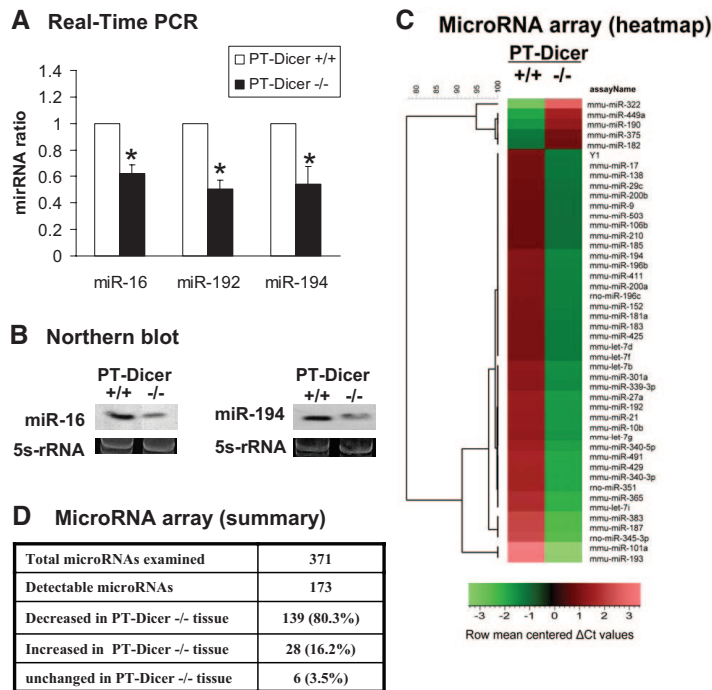 A Real-Time PCR
PT-Dicer +/+
PT-Dicer -/-
mirRNA ratio
1.4
1.2
1
0.8
0.6
0.4
0.2
0
*
*
*
miR-16
miR-192
miR-194
B Northern blot
PT-Dicer
+/+ -/-
miR-16
5s-rRNA
PT-Dicer
+/+ -/-
miR-194
5s-rRNA
D MicroRNA array (summary)
Total microRNAs examined 371
Detectable microRNAs 173
Decreased in PT-Dicer -/- tissue 139 (80.3%)
Increased in PT-Dicer -/- tissue 28 (16.2%)
unchanged in PT-Dicer -/- tissue 6 (3.5%)
C MicroRNA array (heatmap)
PT-Dicer
+/+ -/-
80 85 90 95 100
assayName
mmu-miR-322
mmu-miR-449a
mmu-miR-190
mmu-miR-375
mmu-miR-182
Y1
mmu-miR-17
mmu-miR-138
mmu-miR-29c
mmu-miR-200b
mmu-miR-9
mmu-miR-503
mmu-miR-106b
mmu-miR-210
mmu-miR-185
mmu-miR-194
mmu-miR-196b
mmu-miR-411
mmu-miR-200a
rno-miR-196c
mmu-miR-152
mmu-miR-181a
mmu-miR-183
mmu-miR-425
mmu-let-7d
mmu-let-7f
mmu-let-7b
mmu-miR-301a
mmu-miR-339-3p
mmu-miR-27a
mmu-miR-192
mmu-miR-21
mmu-miR-10b
mmu-let-7g
mmu-miR-340-5p
mmu-miR-491
mmu-miR-429
mmu-miR-340-3p
rno-miR-351
mmu-miR-365
mmu-let-7i
mmu-miR-383
mmu-miR-187
rno-miR-345-3p
mmu-miR-101a
mmu-miR-193
-3 -2 -1 0 1 2 3
Row mean centered ΔCt values